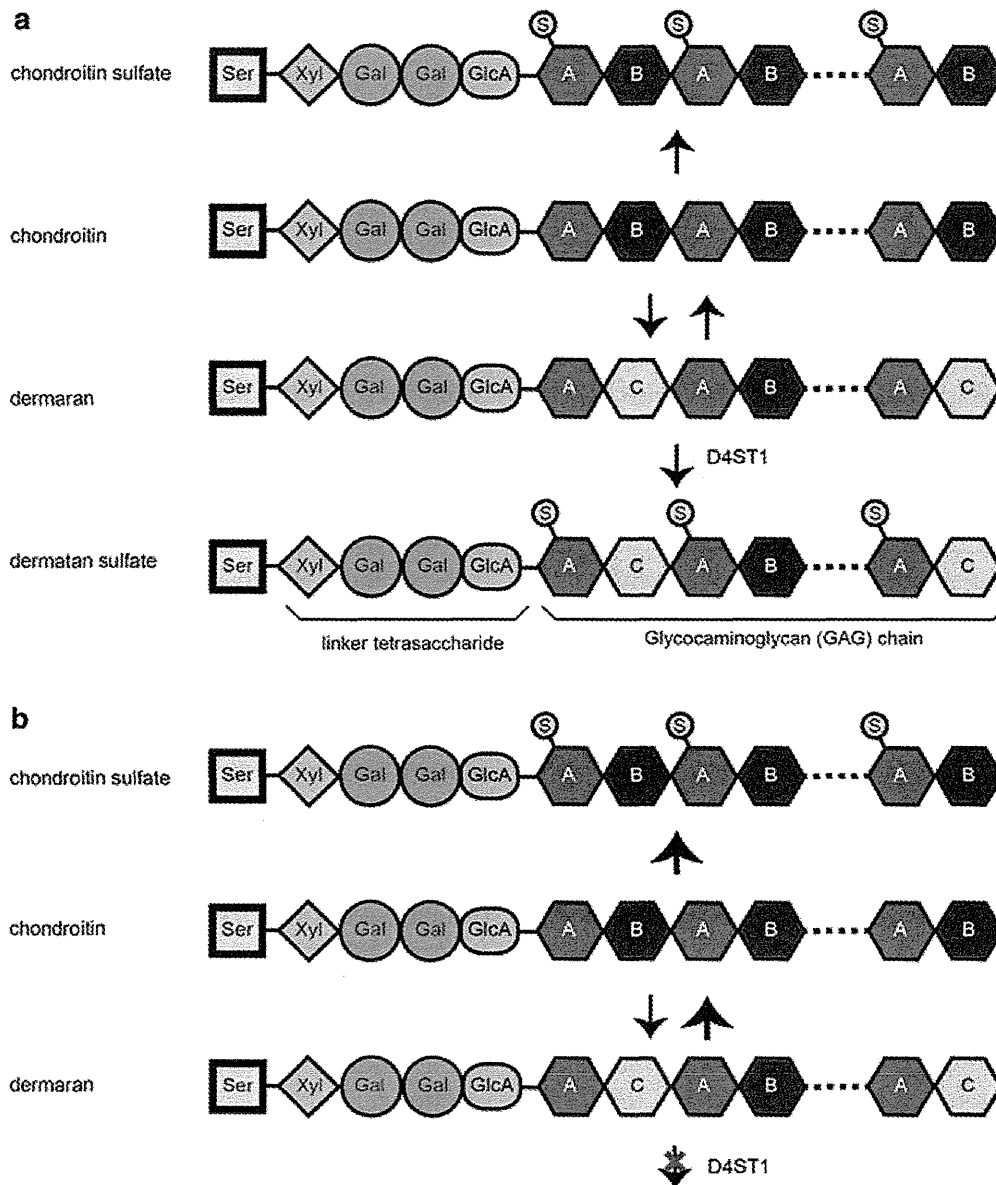 a
chondroitin sulfate Ser Xyl Gal Gal GlcA S A B S A B S A B
chondroitin Ser Xyl Gal Gal GlcA A B A B A B
dermaran Ser Xyl Gal Gal GlcA A C A B A C
D4ST1
dermatan sulfate Ser Xyl Gal Gal GlcA S A C S A B S A C
linker tetrasaccharide Glycocaminoglycan (GAG) chain
b
chondroitin sulfate Ser Xyl Gal Gal GlcA S A B S A B S A B
chondroitin Ser Xyl Gal Gal GlcA A B A B A B
dermaran Ser Xyl Gal Gal GlcA A C A B A C
D4ST1